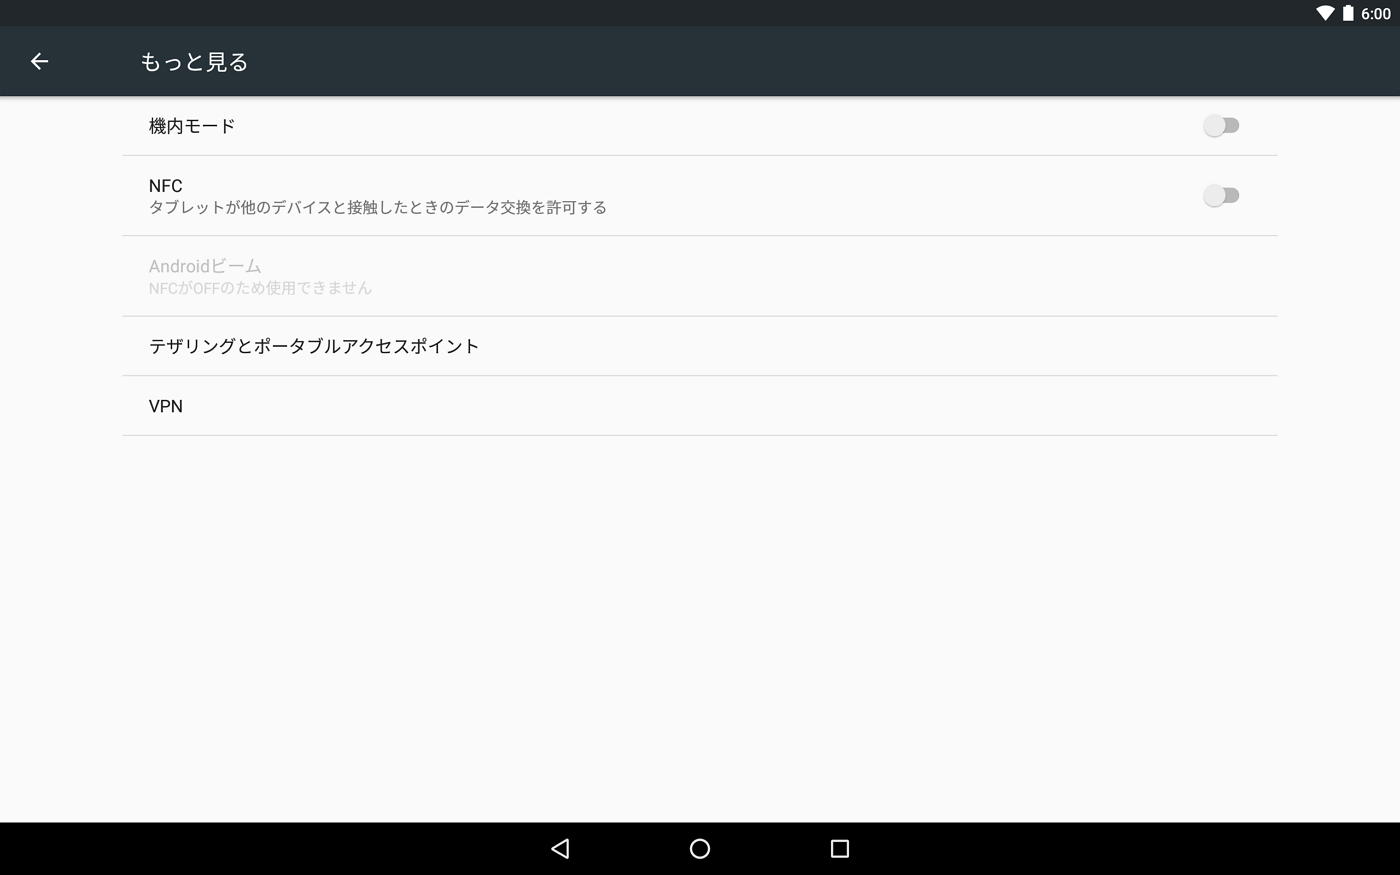 6:00
もっと見る
機内モード
NFC
タブレットが他のデバイスと接触したときのデータ交換を許可する
Androidビーム
NFCがOFFのため使用できません
テザリングとポータブルアクセスポイント
VPN